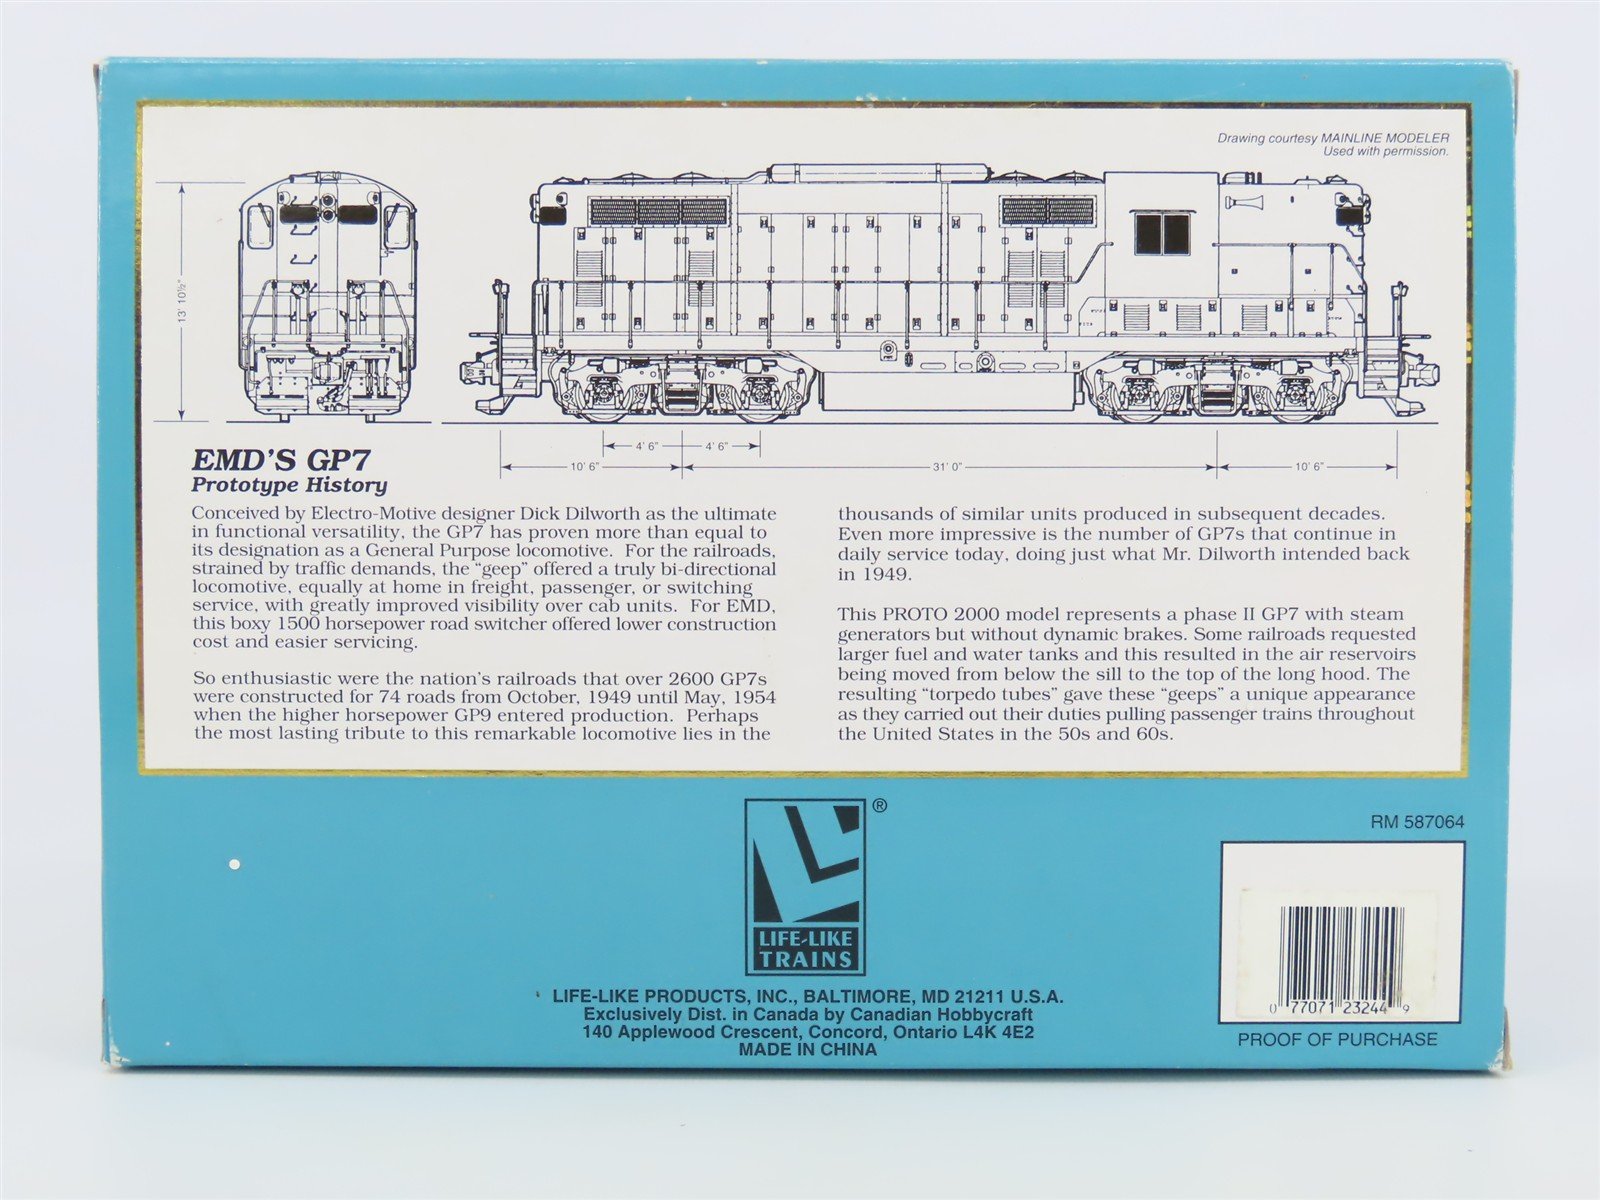 Drawing courtesy MAINLINE MODELER
Used with permission.
13' 10½"
4' 6"
4' 6"
10' 6"
31' 0"
10' 6"
EMD'S GP7
Prototype History
Conceived by Electro-Motive designer Dick Dilworth as the ultimate
in functional versatility, the GP7 has proven more than equal to
its designation as a General Purpose locomotive. For the railroads,
strained by traffic demands, the "geep" offered a truly bi-directional
locomotive, equally at home in freight, passenger, or switching
service, with greatly improved visibility over cab units. For EMD,
this boxy 1500 horsepower road switcher offered lower construction
cost and easier servicing.
So enthusiastic were the nation's railroads that over 2600 GP7s
were constructed for 74 roads from October, 1949 until May, 1954
when the higher horsepower GP9 entered production. Perhaps
the most lasting tribute to this remarkable locomotive lies in the
thousands of similar units produced in subsequent decades.
Even more impressive is the number of GP7s that continue in
daily service today, doing just what Mr. Dilworth intended back
in 1949.
This PROTO 2000 model represents a phase II GP7 with steam
generators but without dynamic brakes. Some railroads requested
larger fuel and water tanks and this resulted in the air reservoirs
being moved from below the sill to the top of the long hood. The
resulting "torpedo tubes" gave these "geeps" a unique appearance
as they carried out their duties pulling passenger trains throughout
the United States in the 50s and 60s.
®
LIFE-LIKE
TRAINS
LIFE-LIKE PRODUCTS, INC., BALTIMORE, MD 21211 U.S.A.
Exclusively Dist. in Canada by Canadian Hobbycraft
140 Applewood Crescent, Concord, Ontario L4K 4E2
MADE IN CHINA
RM 587064
0 77071 23244 9
PROOF OF PURCHASE